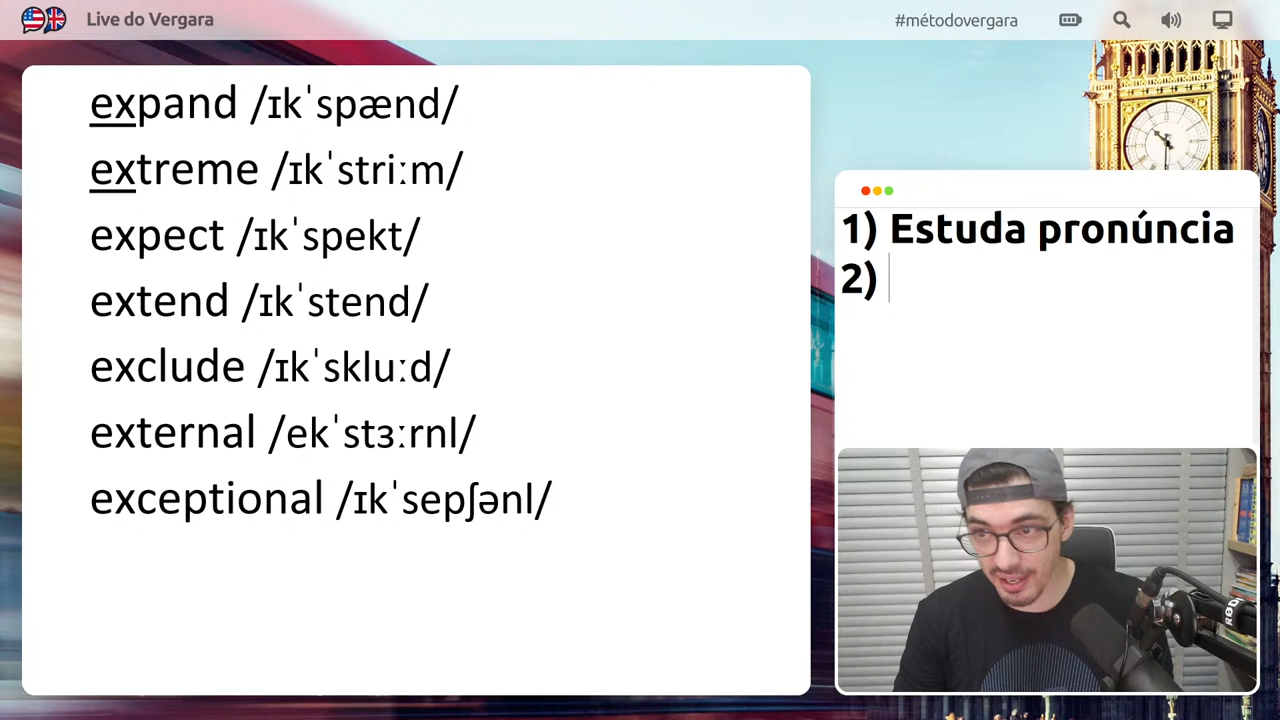 Live do Vergara
#métodovergara
expand /ɪkˈspænd/
extreme /ɪkˈstriːm/
expect /ɪkˈspekt/
extend /ɪkˈstend/
exclude /ɪkˈskluːd/
external /ekˈstɜːrnl/
exceptional /ɪkˈsepʃənl/
1) Estuda pronúncia
2)
RØD